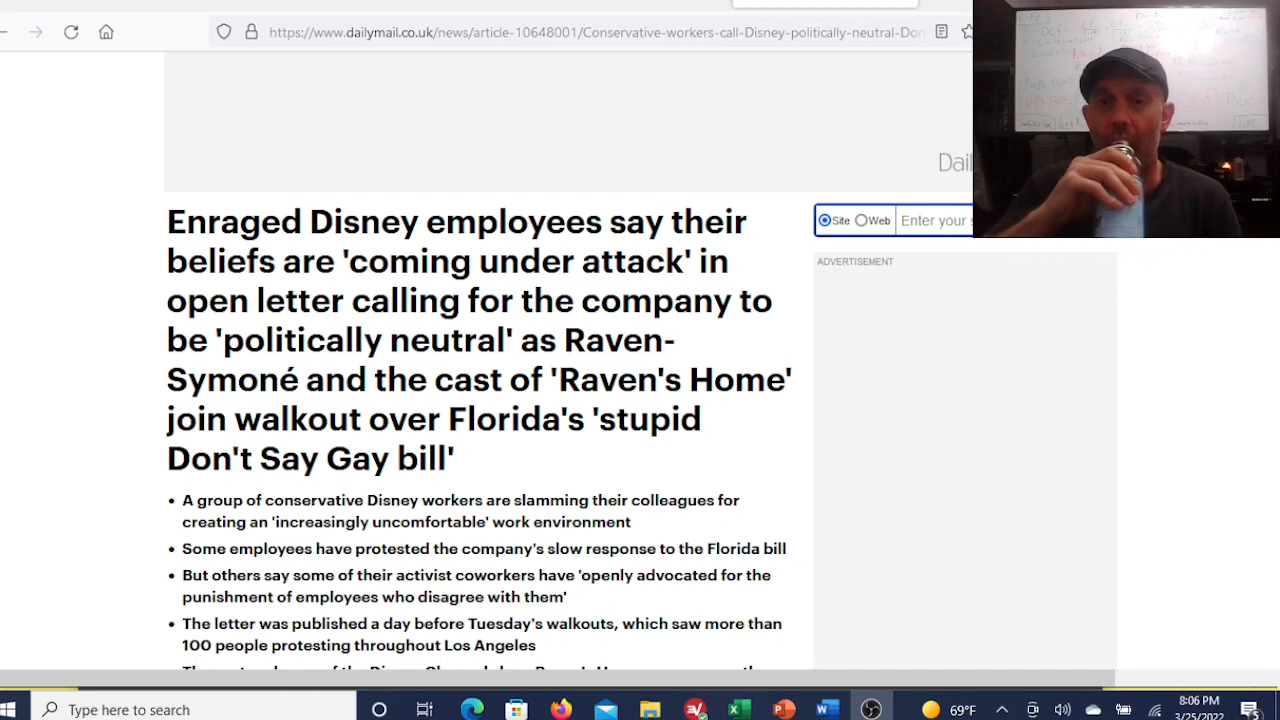 https://www.dailymail.co.uk/news/article-10648001/Conservative-workers-call-Disney-politically-neutral-Don
Enraged Disney employees say their
beliefs are 'coming under attack' in
open letter calling for the company to
be 'politically neutral' as Raven-
Symoné and the cast of 'Raven's Home'
join walkout over Florida's 'stupid
Don't Say Gay bill'
Site Web Enter your
ADVERTISEMENT
• A group of conservative Disney workers are slamming their colleagues for
creating an 'increasingly uncomfortable' work environment
• Some employees have protested the company's slow response to the Florida bill
• But others say some of their activist coworkers have 'openly advocated for the
punishment of employees who disagree with them'
• The letter was published a day before Tuesday's walkouts, which saw more than
100 people protesting throughout Los Angeles
Type here to search
69°F
8:06 PM
3/25/2022